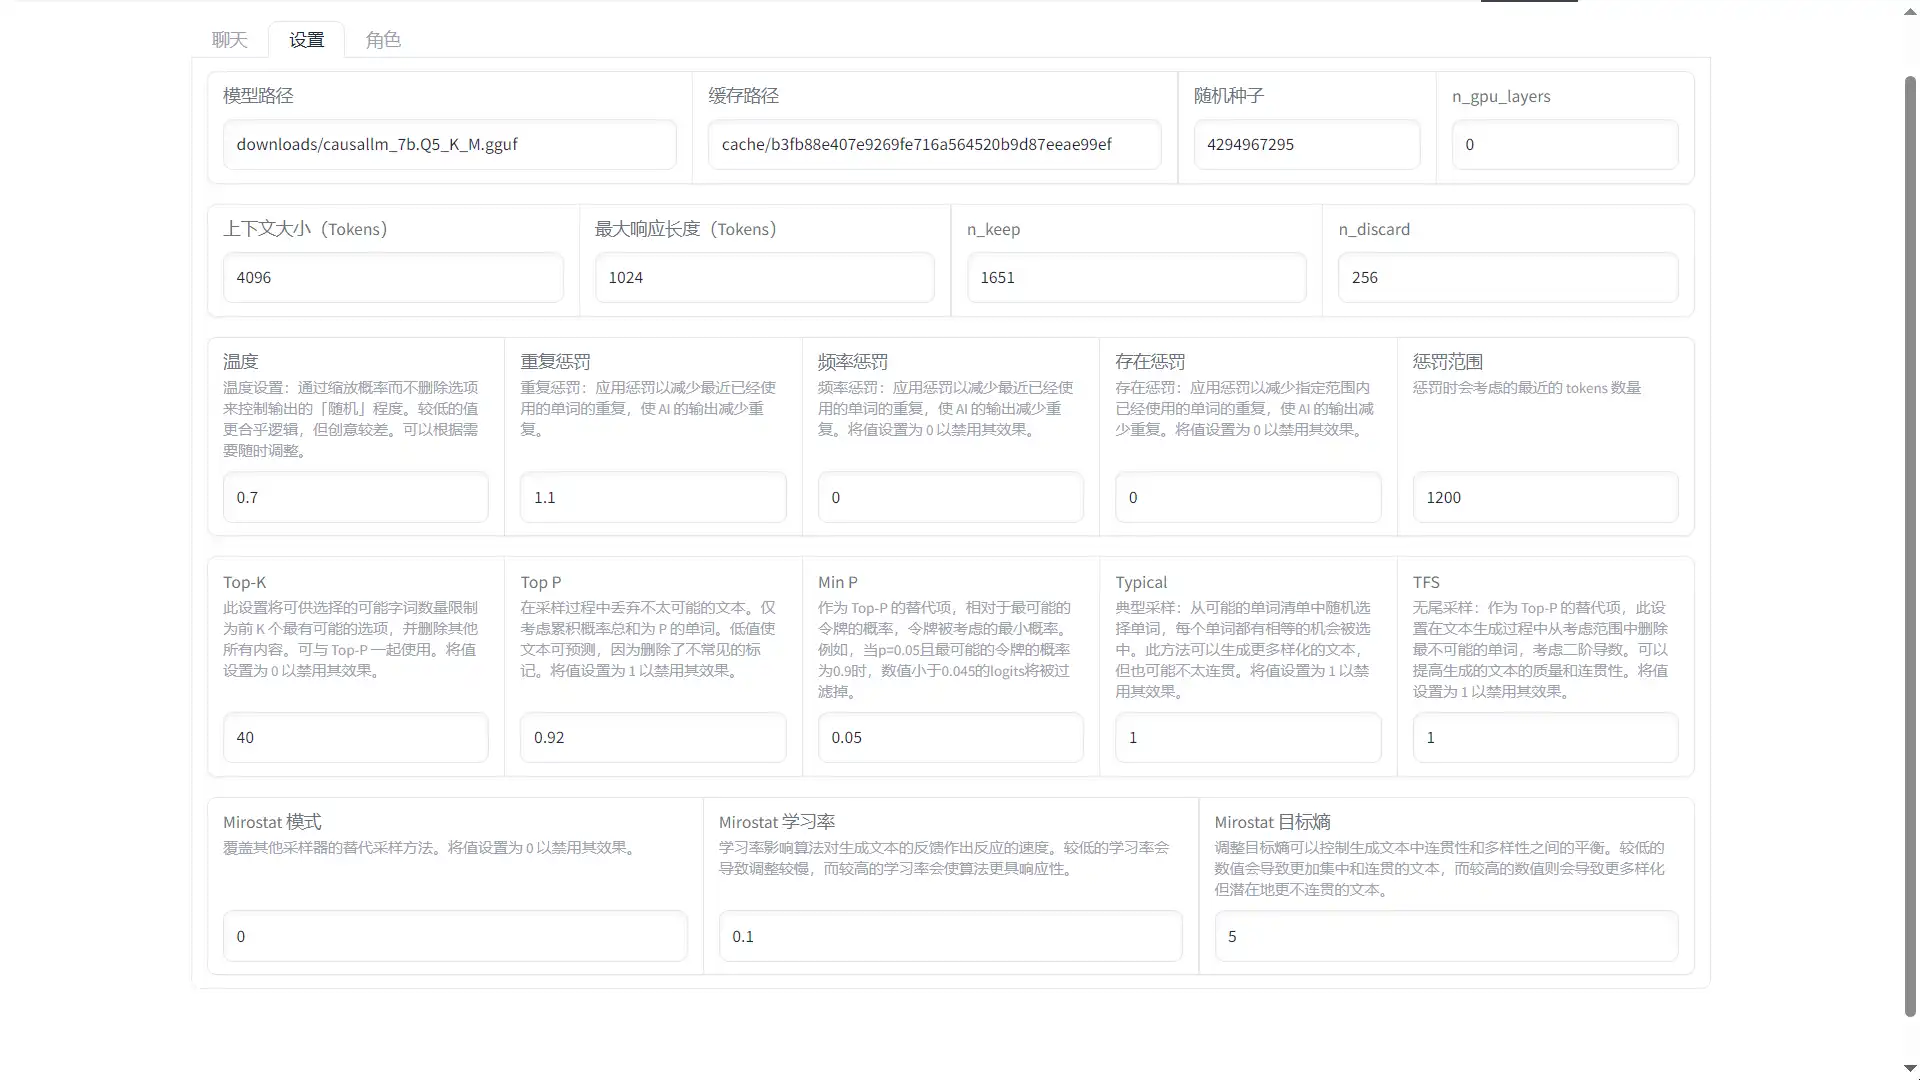 聊天 设置 角色
模型路径 缓存路径 随机种子 n_gpu_layers
downloads/causallm_7b.Q5_K_M.gguf cache/b3fb88e407e9269fe716a564520b9d87eeae99ef 4294967295 0
上下文大小（Tokens） 最大响应长度（Tokens） n_keep n_discard
4096 1024 1651 256
温度
温度设置：通过缩放概率而不删除选项
来控制输出的「随机」程度。较低的值
更合乎逻辑，但创意较差。可以根据需
要随时调整。
0.7
重复惩罚
重复惩罚：应用惩罚以减少最近已经使
用的单词的重复，使 AI 的输出减少重
复。
1.1
频率惩罚
频率惩罚：应用惩罚以减少最近已经使
用的单词的重复，使 AI 的输出减少重
复。将值设置为 0 以禁用其效果。
0
存在惩罚
存在惩罚：应用惩罚以减少指定范围内
已经使用的单词的重复，使 AI 的输出减
少重复。将值设置为 0 以禁用其效果。
0
惩罚范围
惩罚时会考虑的最近的 tokens 数量
1200
Top-K
此设置将可供选择的可能字词数量限制
为前 K 个最有可能的选项，并删除其他
所有内容。可与 Top-P 一起使用。将值
设置为 0 以禁用其效果。
40
Top P
在采样过程中丢弃不太可能的文本。仅
考虑累积概率总和为 P 的单词。低值使
文本可预测，因为删除了不常见的标
记。将值设置为 1 以禁用其效果。
0.92
Min P
作为 Top-P 的替代项，相对于最可能的
令牌的概率，令牌被考虑的最小概率。
例如，当p=0.05且最可能的令牌的概率
为0.9时，数值小于0.045的logits将被过
滤掉。
0.05
Typical
典型采样：从可能的单词清单中随机选
择单词，每个单词都有相等的机会被选
中。此方法可以生成更多样化的文本，
但也可能不太连贯。将值设置为 1 以禁
用其效果。
1
TFS
无尾采样：作为 Top-P 的替代项，此设
置在文本生成过程中从考虑范围中删除
最不可能的单词，考虑二阶导数。可以
提高生成的文本的质量和连贯性。将值
设置为 1 以禁用其效果。
1
Mirostat 模式
覆盖其他采样器的替代采样方法。将值设置为 0 以禁用其效果。
0
Mirostat 学习率
学习率影响算法对生成文本的反馈作出反应的速度。较低的学习率会
导致调整较慢，而较高的学习率会使算法更具响应性。
0.1
Mirostat 目标熵
调整目标熵可以控制生成文本中连贯性和多样性之间的平衡。较低的
数值会导致更加集中和连贯的文本，而较高的数值则会导致更多样化
但潜在地更不连贯的文本。
5